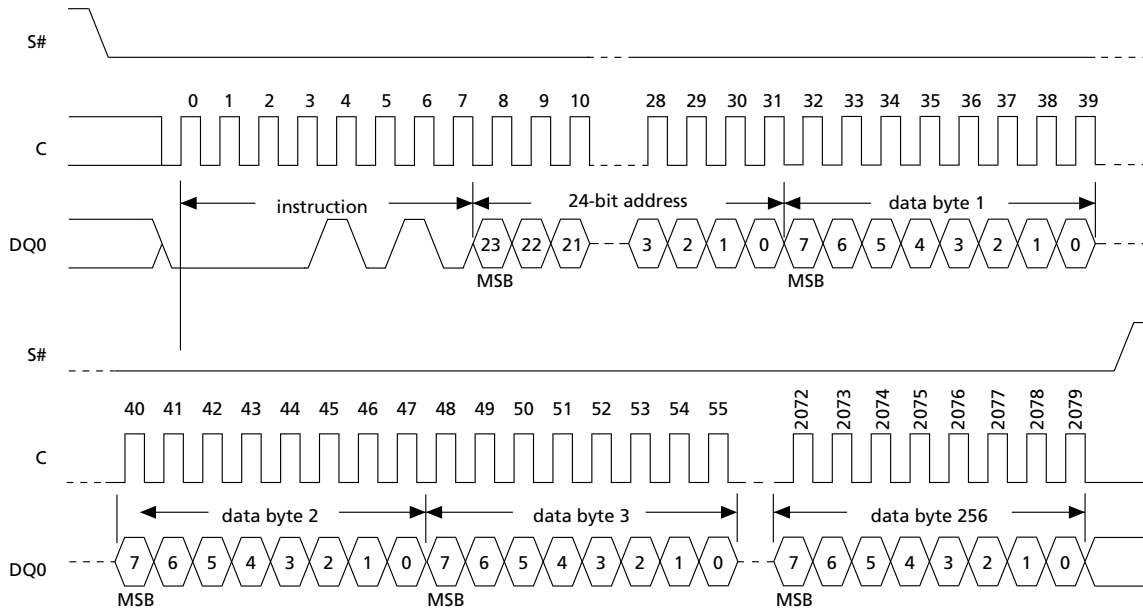 S#
0 1 2 3 4 5 6 7 8 9 10 28 29 30 31 32 33 34 35 36 37 38 39
C
instruction 24-bit address data byte 1
DQ0 23 22 21 3 2 1 0 7 6 5 4 3 2 1 0
MSB MSB
S#
40 41 42 43 44 45 46 47 48 49 50 51 52 53 54 55 2072 2073 2074 2075 2076 2077 2078 2079
C
data byte 2 data byte 3 data byte 256
DQ0 7 6 5 4 3 2 1 0 7 6 5 4 3 2 1 0 7 6 5 4 3 2 1 0
MSB MSB MSB